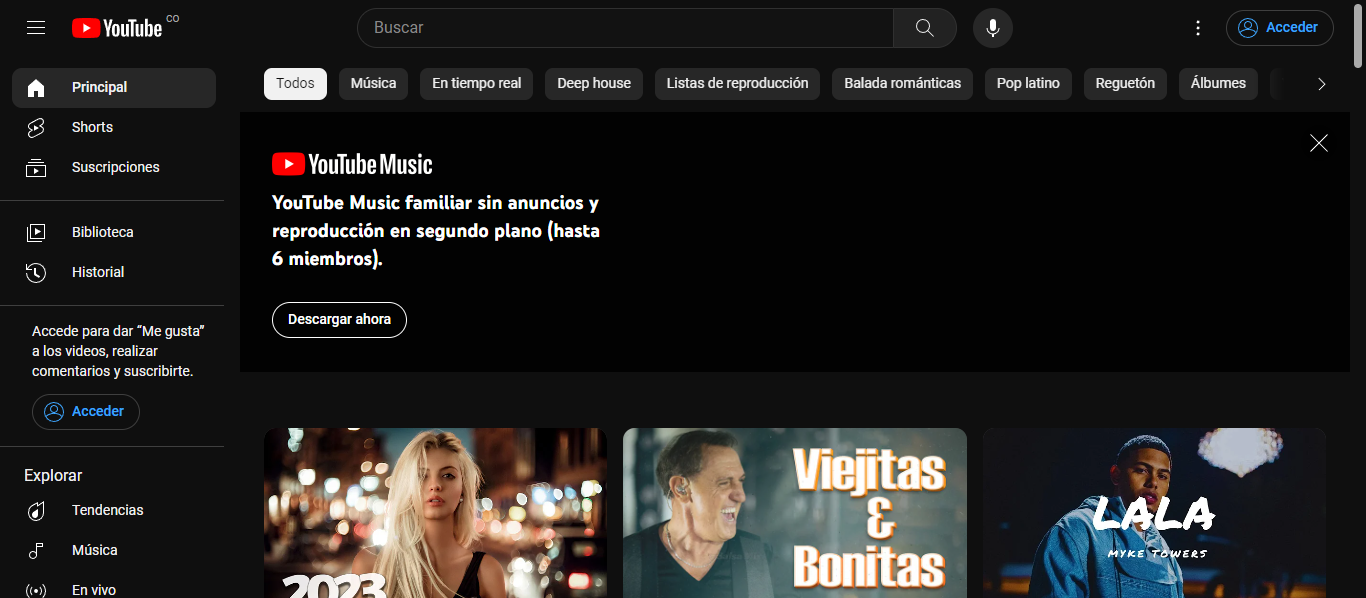 YouTube CO
Buscar
Acceder
Principal
Shorts
Suscripciones
Biblioteca
Historial
Accede para dar “Me gusta”
a los videos, realizar
comentarios y suscribirte.
Acceder
Explorar
Tendencias
Música
En vivo
Todos
Música
En tiempo real
Deep house
Listas de reproducción
Balada románticas
Pop latino
Reguetón
Álbumes
YouTube Music
YouTube Music familiar sin anuncios y
reproducción en segundo plano (hasta
6 miembros).
Descargar ahora
2023
Viejitas
&
Bonitas
LALA
MYKE TOWERS